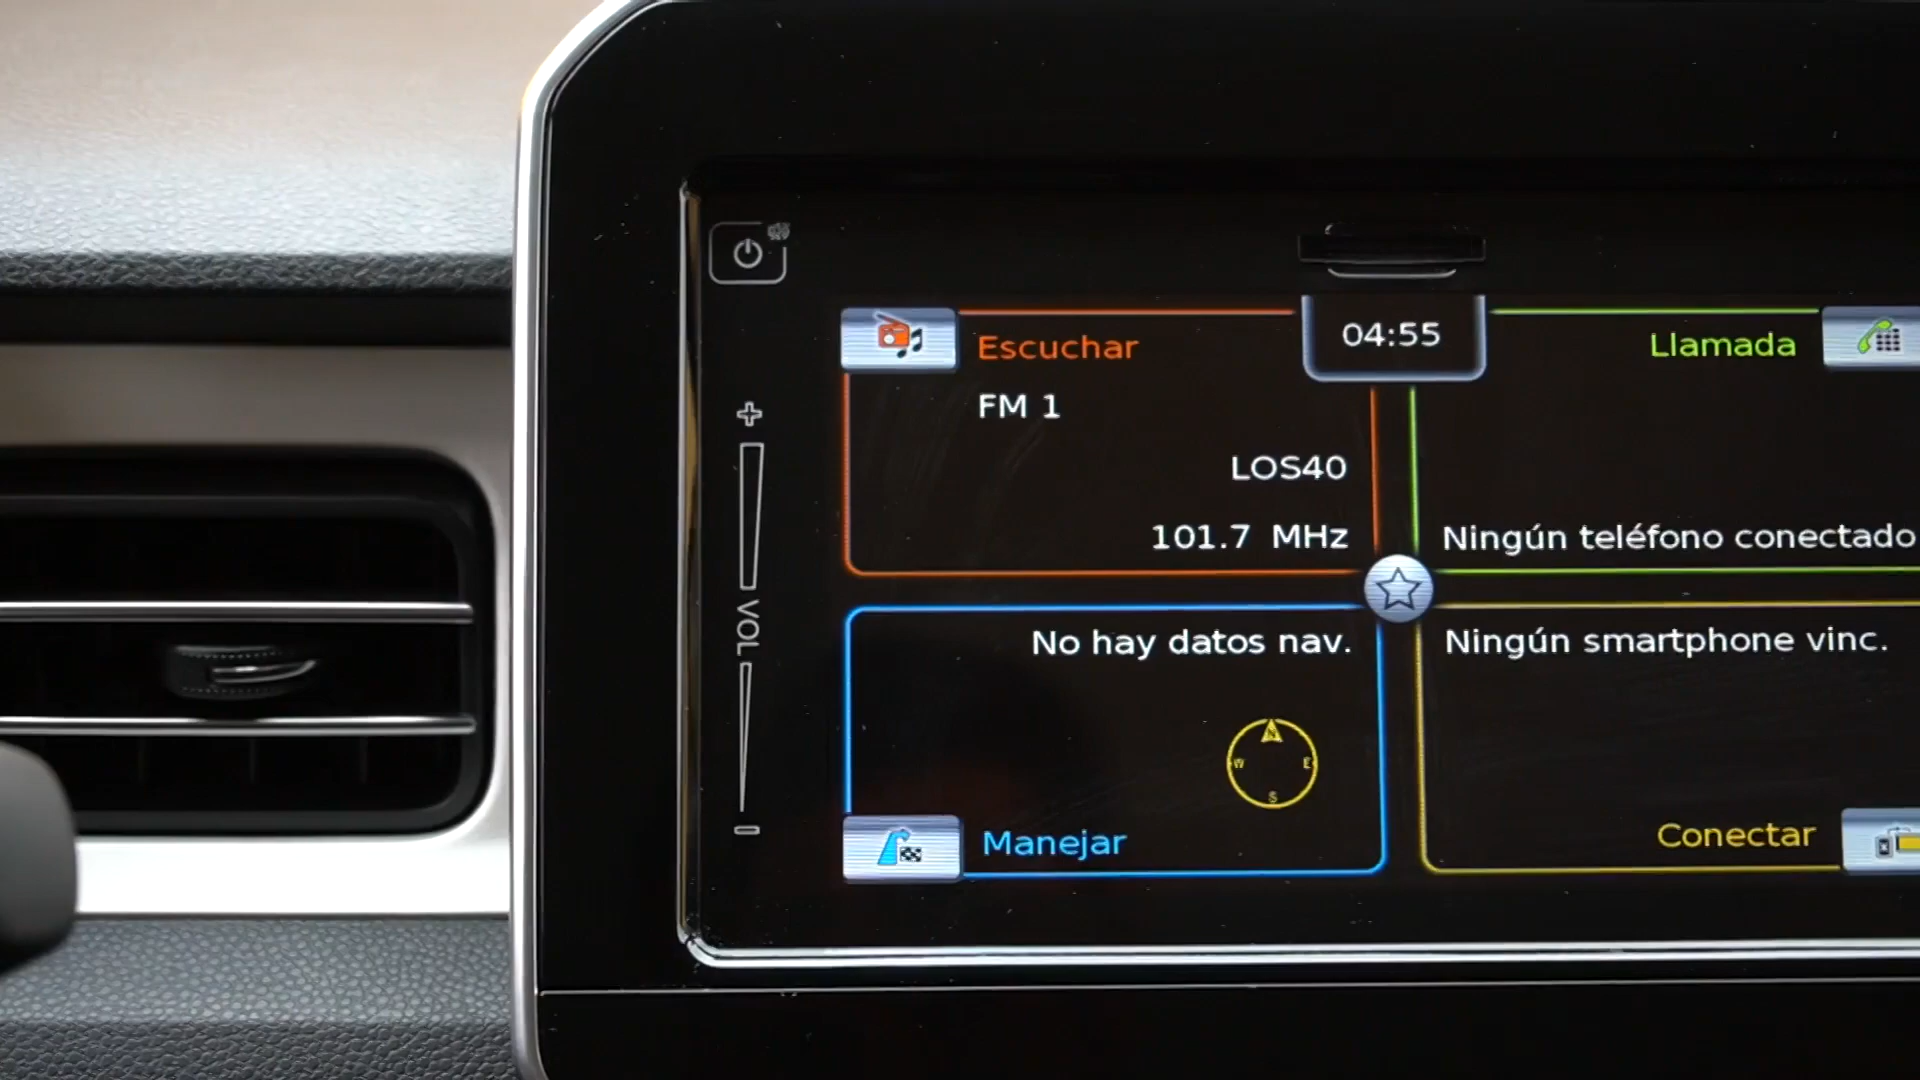 04:55
Escuchar
Llamada
FM 1
LOS40
101.7 MHz
Ningún teléfono conectado
VOL
No hay datos nav.
Ningún smartphone vinc.
N
W E
S
Manejar
Conectar